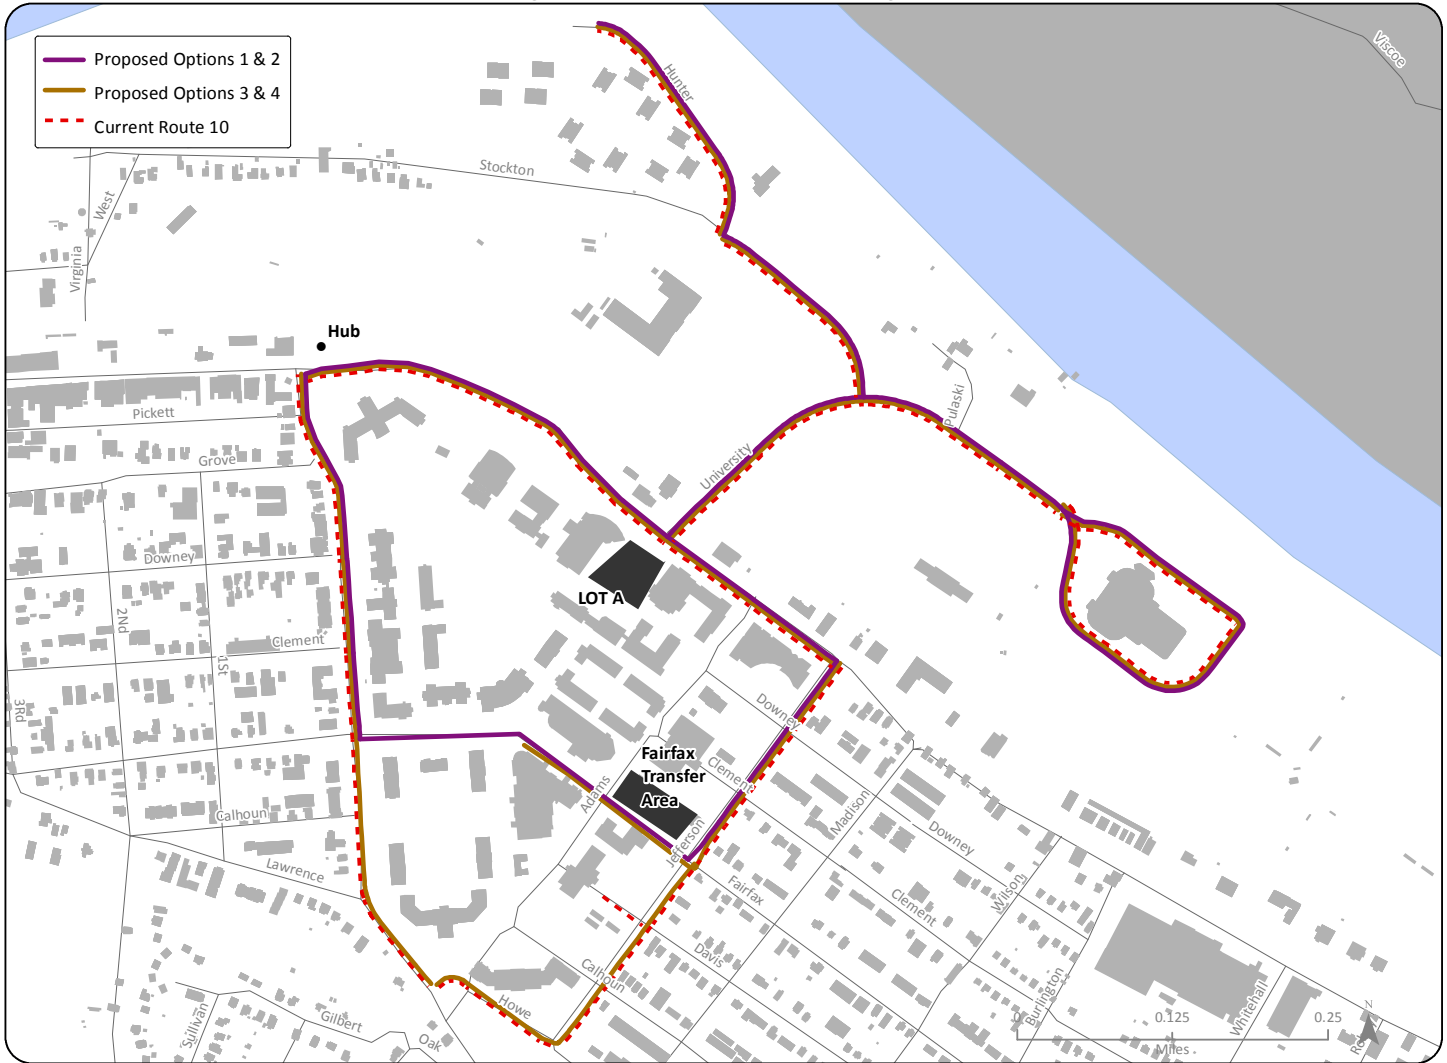 Proposed Options 1 & 2
Proposed Options 3 & 4
Current Route 10
Viscoe
Hunter
Stockton
West
Virginia
Hub
Pickett
Pulaski
Grove
University
Downey
LOT A
2Nd
Clement
1St
3Rd
Downey
Fairfax
Transfer
Area
Clement
Adams
Madison
Calhoun
Jefferson
Downey
Lawrence
Fairfax
Clement
Wilson
Davis
Calhoun
Howe
Burlington
Whitehall
Sullivan
Gilbert
Oak
0
0.125
0.25
Miles
N